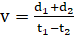 v = (d₁ + d₂)/(t₁ − t₂)